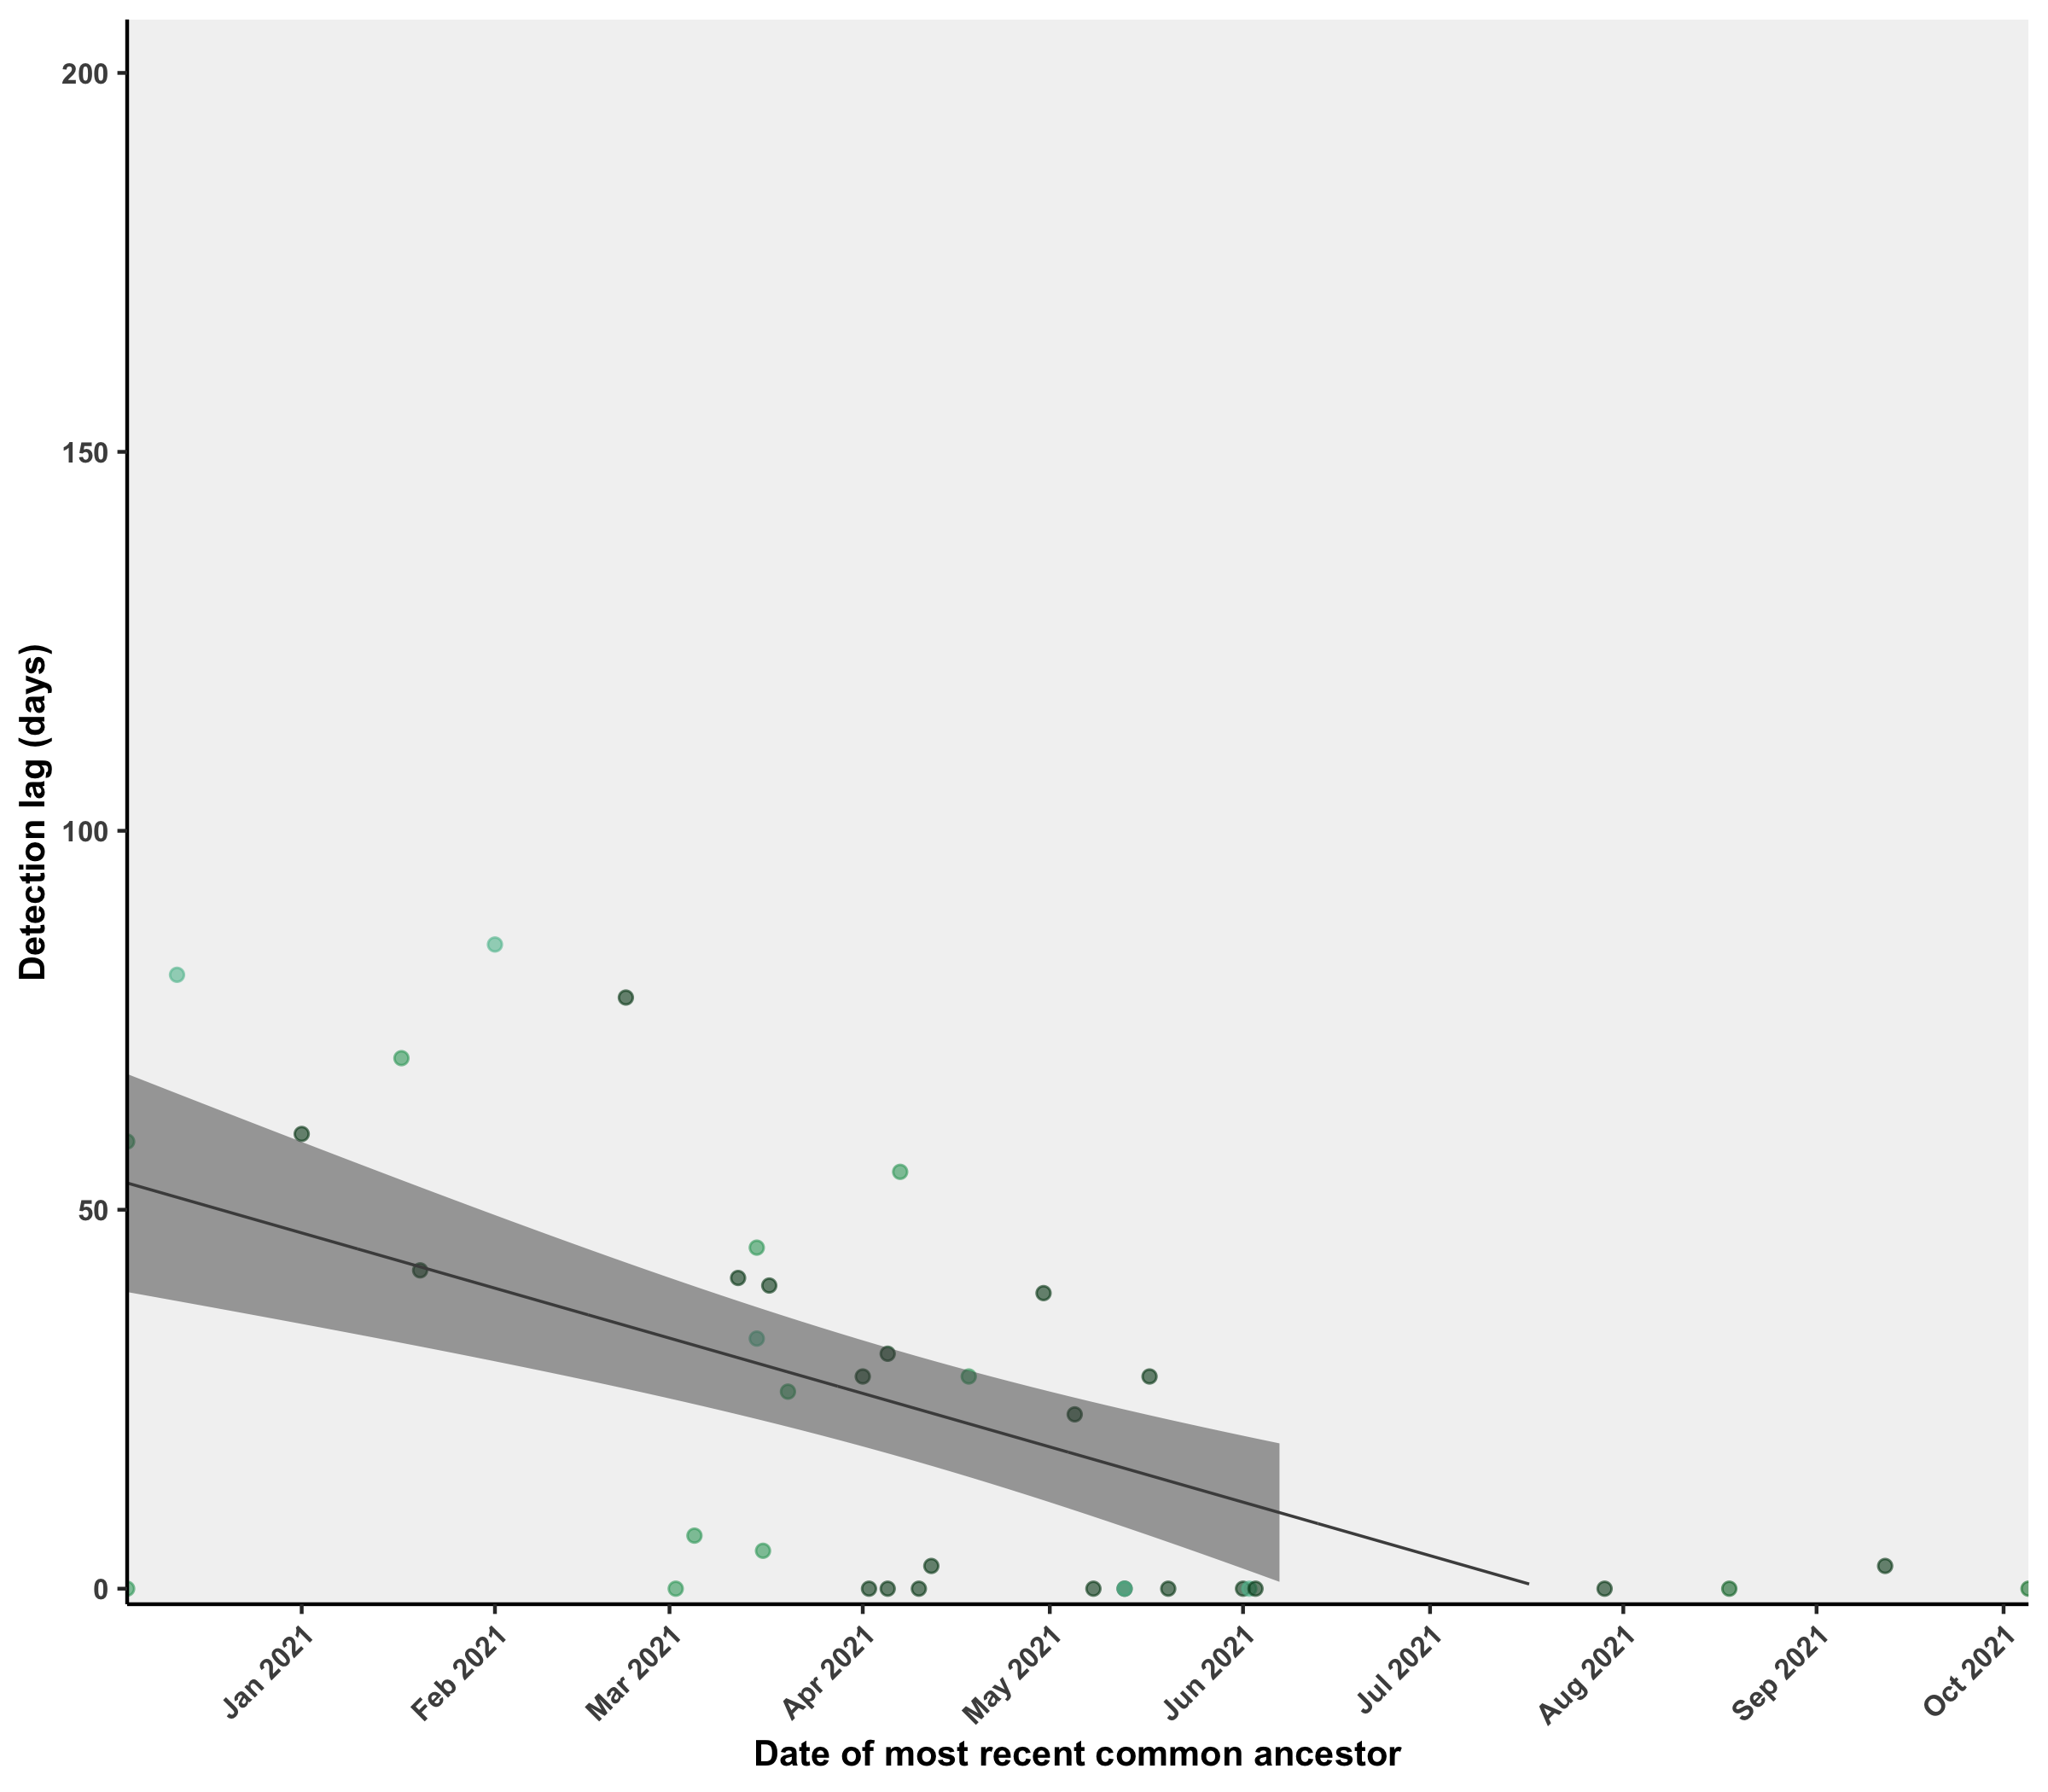 200
150
100
50
0
Detection lag (days)
Jan 2021
Feb 2021
Mar 2021
Apr 2021
May 2021
Jun 2021
Jul 2021
Aug 2021
Sep 2021
Oct 2021
Date of most recent common ancestor